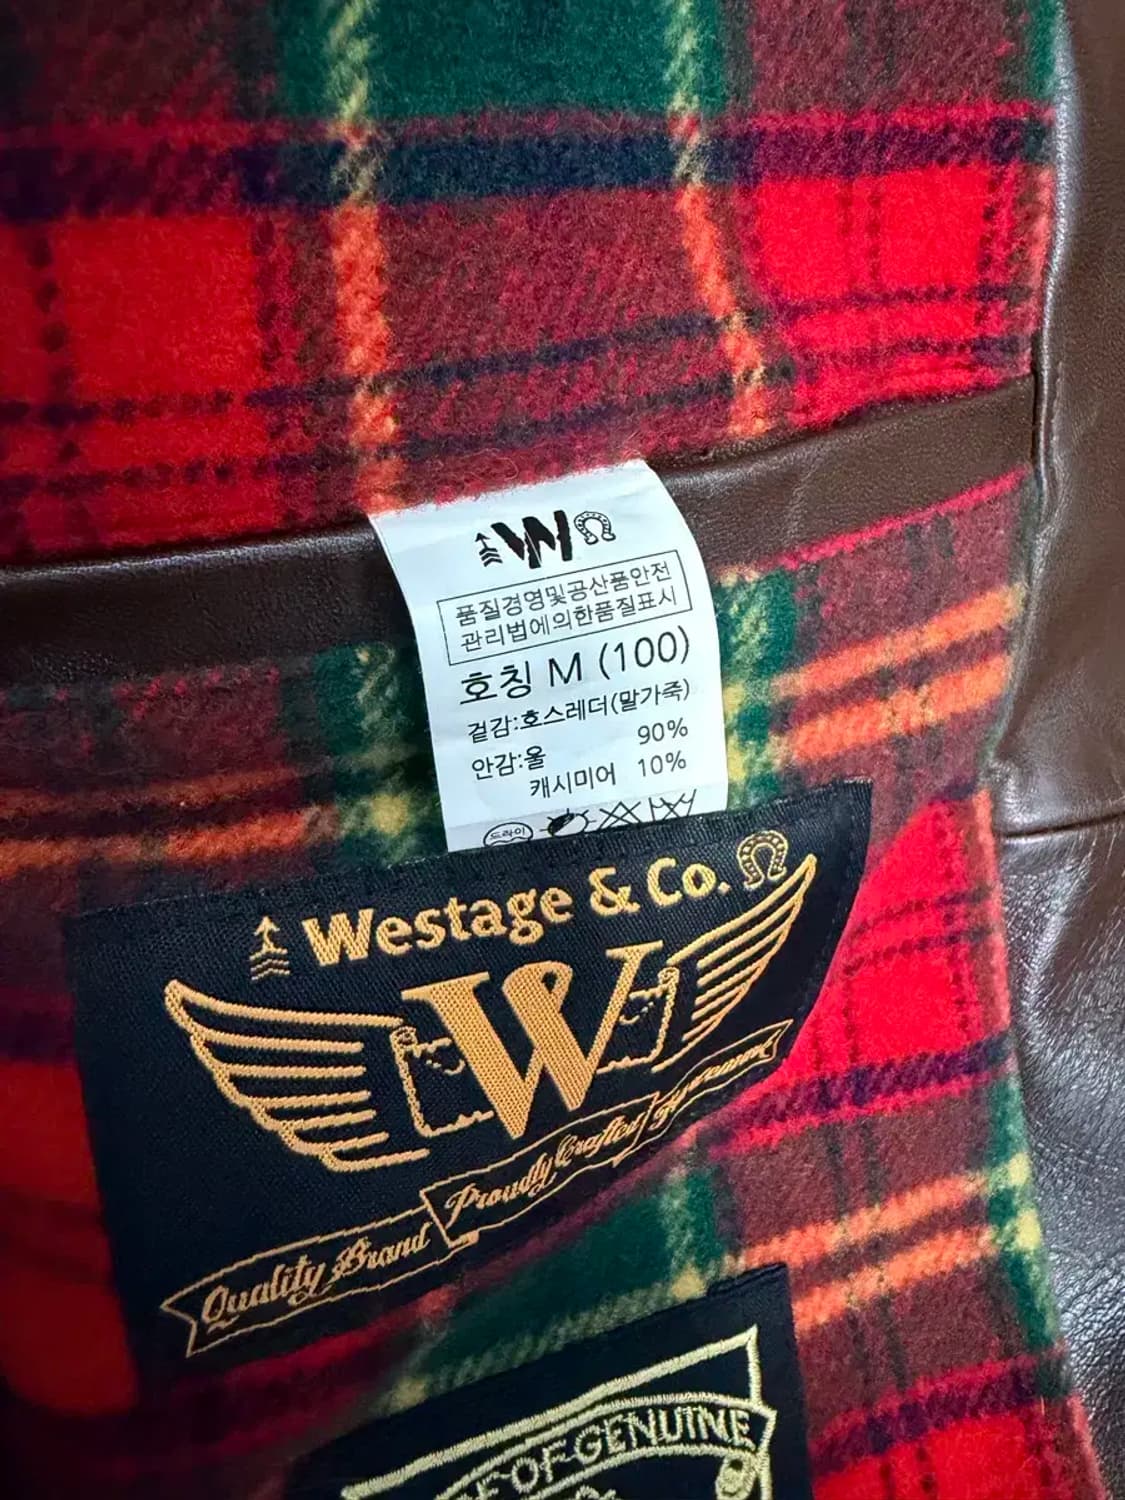 W
품질경영및공산품안전
관리법에의한품질표시
호칭 M (100)
겉감:호스레더(말가죽)
안감:울 90%
캐시미어 10%
드라이
Westage & Co.
W
Quality Brand Proudly Crafted Supreme
OF GENUINE